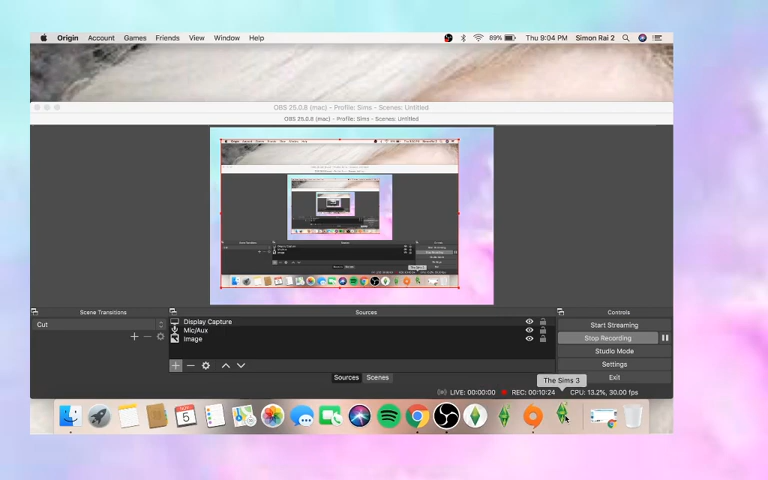 Origin Account Games Friends View Window Help 89% Thu 9:04 PM Simon Rai 2
OBS 25.0.8 (mac) - Profile: Sims - Scenes: Untitled
OBS 25.0.8 (mac) - Profile: Sims - Scenes: Untitled
Scene Transitions Sources Controls
Cut
Display Capture
Mic/Aux
Image
Start Streaming
Stop Recording
Studio Mode
Settings
Exit
Sources Scenes
The Sims 3
LIVE: 00:00:00 REC: 00:10:24 CPU: 13.2%, 30.00 fps
NOV
5